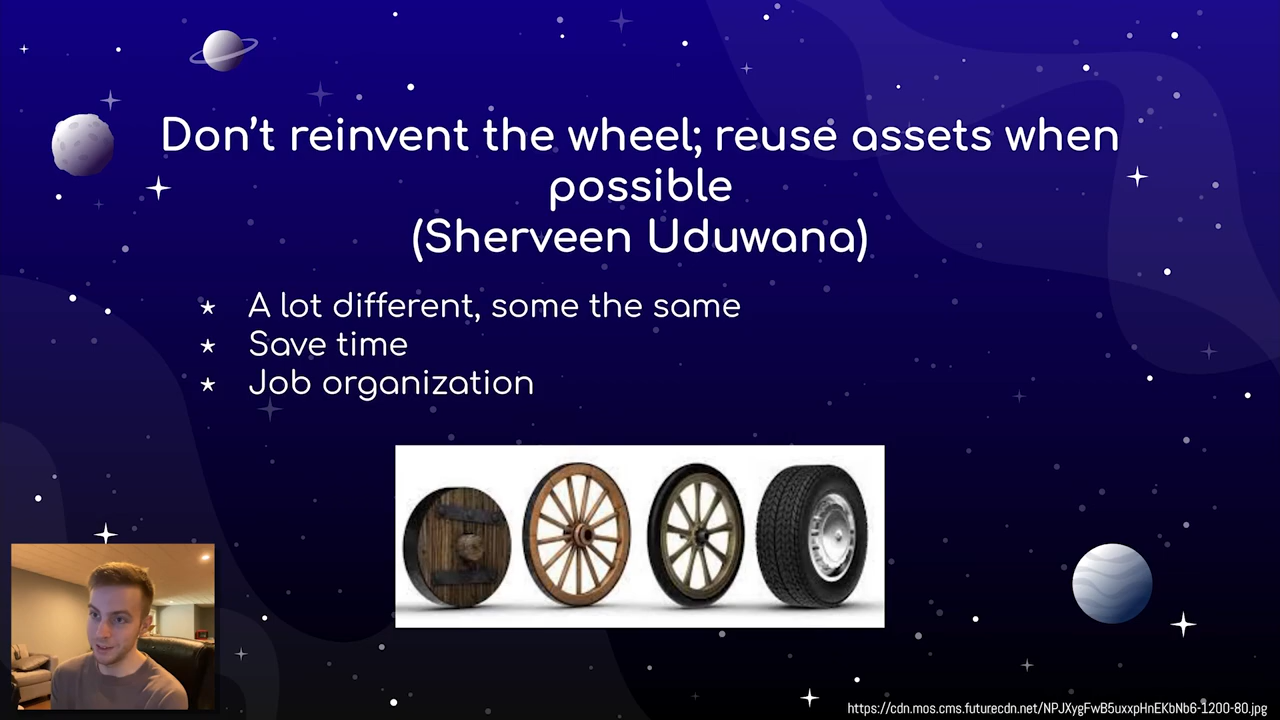 Don't reinvent the wheel; reuse assets when
possible
(Sherveen Uduwana)
A lot different, some the same
Save time
Job organization
https://cdn.mos.cms.futurecdn.net/NPJXygFwB5uxxpHnEKbNb6-1200-80.jpg